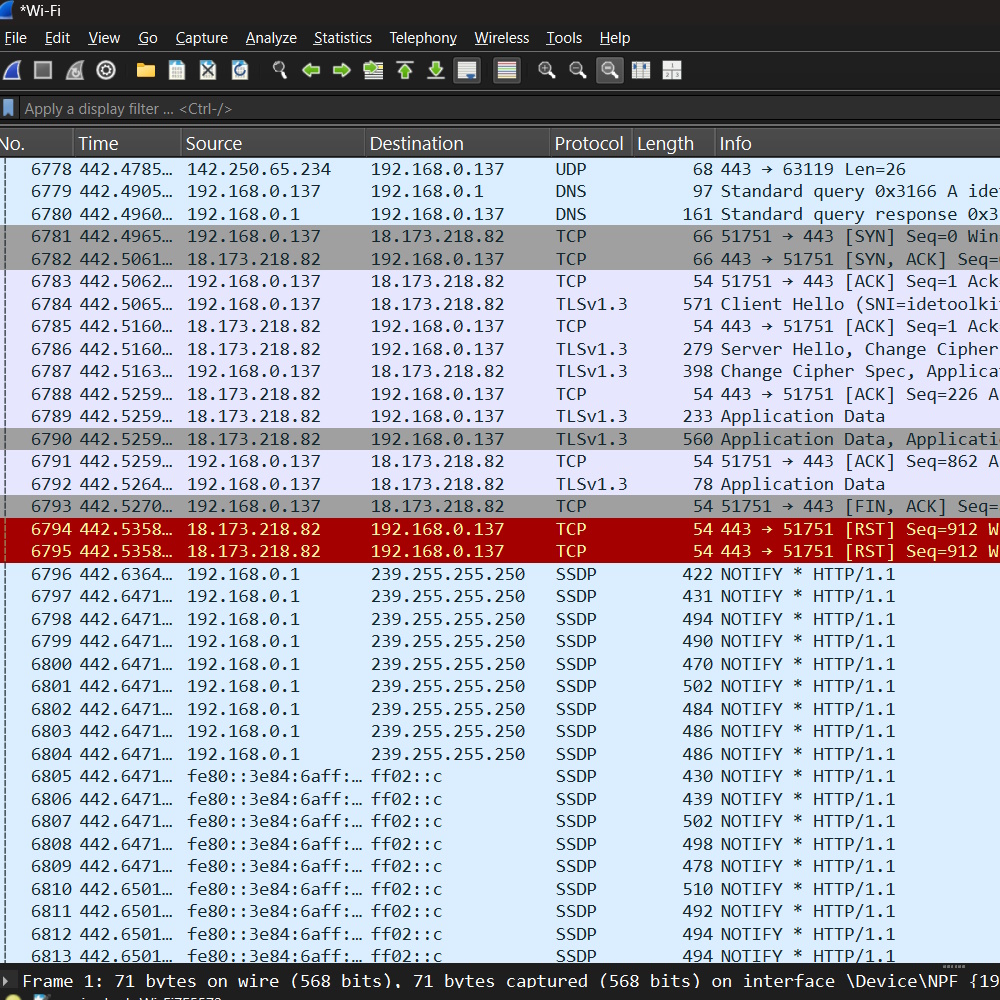 *Wi-Fi
File Edit View Go Capture Analyze Statistics Telephony Wireless Tools Help
Apply a display filter … <Ctrl-/>
No. Time Source Destination Protocol Length Info
6778 442.4785… 142.250.65.234 192.168.0.137 UDP 68 443 → 63119 Len=26
6779 442.4905… 192.168.0.137 192.168.0.1 DNS 97 Standard query 0x3166 A ide
6780 442.4960… 192.168.0.1 192.168.0.137 DNS 161 Standard query response 0x3
6781 442.4965… 192.168.0.137 18.173.218.82 TCP 66 51751 → 443 [SYN] Seq=0 Win
6782 442.5061… 18.173.218.82 192.168.0.137 TCP 66 443 → 51751 [SYN, ACK] Seq=
6783 442.5062… 192.168.0.137 18.173.218.82 TCP 54 51751 → 443 [ACK] Seq=1 Ack
6784 442.5065… 192.168.0.137 18.173.218.82 TLSv1.3 571 Client Hello (SNI=idetoolki
6785 442.5160… 18.173.218.82 192.168.0.137 TCP 54 443 → 51751 [ACK] Seq=1 Ack
6786 442.5160… 18.173.218.82 192.168.0.137 TLSv1.3 279 Server Hello, Change Cipher
6787 442.5163… 192.168.0.137 18.173.218.82 TLSv1.3 398 Change Cipher Spec, Applica
6788 442.5259… 18.173.218.82 192.168.0.137 TCP 54 443 → 51751 [ACK] Seq=226 A
6789 442.5259… 18.173.218.82 192.168.0.137 TLSv1.3 233 Application Data
6790 442.5259… 18.173.218.82 192.168.0.137 TLSv1.3 560 Application Data, Applicati
6791 442.5259… 192.168.0.137 18.173.218.82 TCP 54 51751 → 443 [ACK] Seq=862 A
6792 442.5264… 192.168.0.137 18.173.218.82 TLSv1.3 78 Application Data
6793 442.5270… 192.168.0.137 18.173.218.82 TCP 54 51751 → 443 [FIN, ACK] Seq=
6794 442.5358… 18.173.218.82 192.168.0.137 TCP 54 443 → 51751 [RST] Seq=912 W
6795 442.5358… 18.173.218.82 192.168.0.137 TCP 54 443 → 51751 [RST] Seq=912 W
6796 442.6364… 192.168.0.1 239.255.255.250 SSDP 422 NOTIFY * HTTP/1.1
6797 442.6471… 192.168.0.1 239.255.255.250 SSDP 431 NOTIFY * HTTP/1.1
6798 442.6471… 192.168.0.1 239.255.255.250 SSDP 494 NOTIFY * HTTP/1.1
6799 442.6471… 192.168.0.1 239.255.255.250 SSDP 490 NOTIFY * HTTP/1.1
6800 442.6471… 192.168.0.1 239.255.255.250 SSDP 470 NOTIFY * HTTP/1.1
6801 442.6471… 192.168.0.1 239.255.255.250 SSDP 502 NOTIFY * HTTP/1.1
6802 442.6471… 192.168.0.1 239.255.255.250 SSDP 484 NOTIFY * HTTP/1.1
6803 442.6471… 192.168.0.1 239.255.255.250 SSDP 486 NOTIFY * HTTP/1.1
6804 442.6471… 192.168.0.1 239.255.255.250 SSDP 486 NOTIFY * HTTP/1.1
6805 442.6471… fe80::3e84:6aff:… ff02::c SSDP 430 NOTIFY * HTTP/1.1
6806 442.6471… fe80::3e84:6aff:… ff02::c SSDP 439 NOTIFY * HTTP/1.1
6807 442.6471… fe80::3e84:6aff:… ff02::c SSDP 502 NOTIFY * HTTP/1.1
6808 442.6471… fe80::3e84:6aff:… ff02::c SSDP 498 NOTIFY * HTTP/1.1
6809 442.6471… fe80::3e84:6aff:… ff02::c SSDP 478 NOTIFY * HTTP/1.1
6810 442.6501… fe80::3e84:6aff:… ff02::c SSDP 510 NOTIFY * HTTP/1.1
6811 442.6501… fe80::3e84:6aff:… ff02::c SSDP 492 NOTIFY * HTTP/1.1
6812 442.6501… fe80::3e84:6aff:… ff02::c SSDP 494 NOTIFY * HTTP/1.1
6813 442.6501… fe80::3e84:6aff:… ff02::c SSDP 494 NOTIFY * HTTP/1.1
Frame 1: 71 bytes on wire (568 bits), 71 bytes captured (568 bits) on interface \Device\NPF_{19